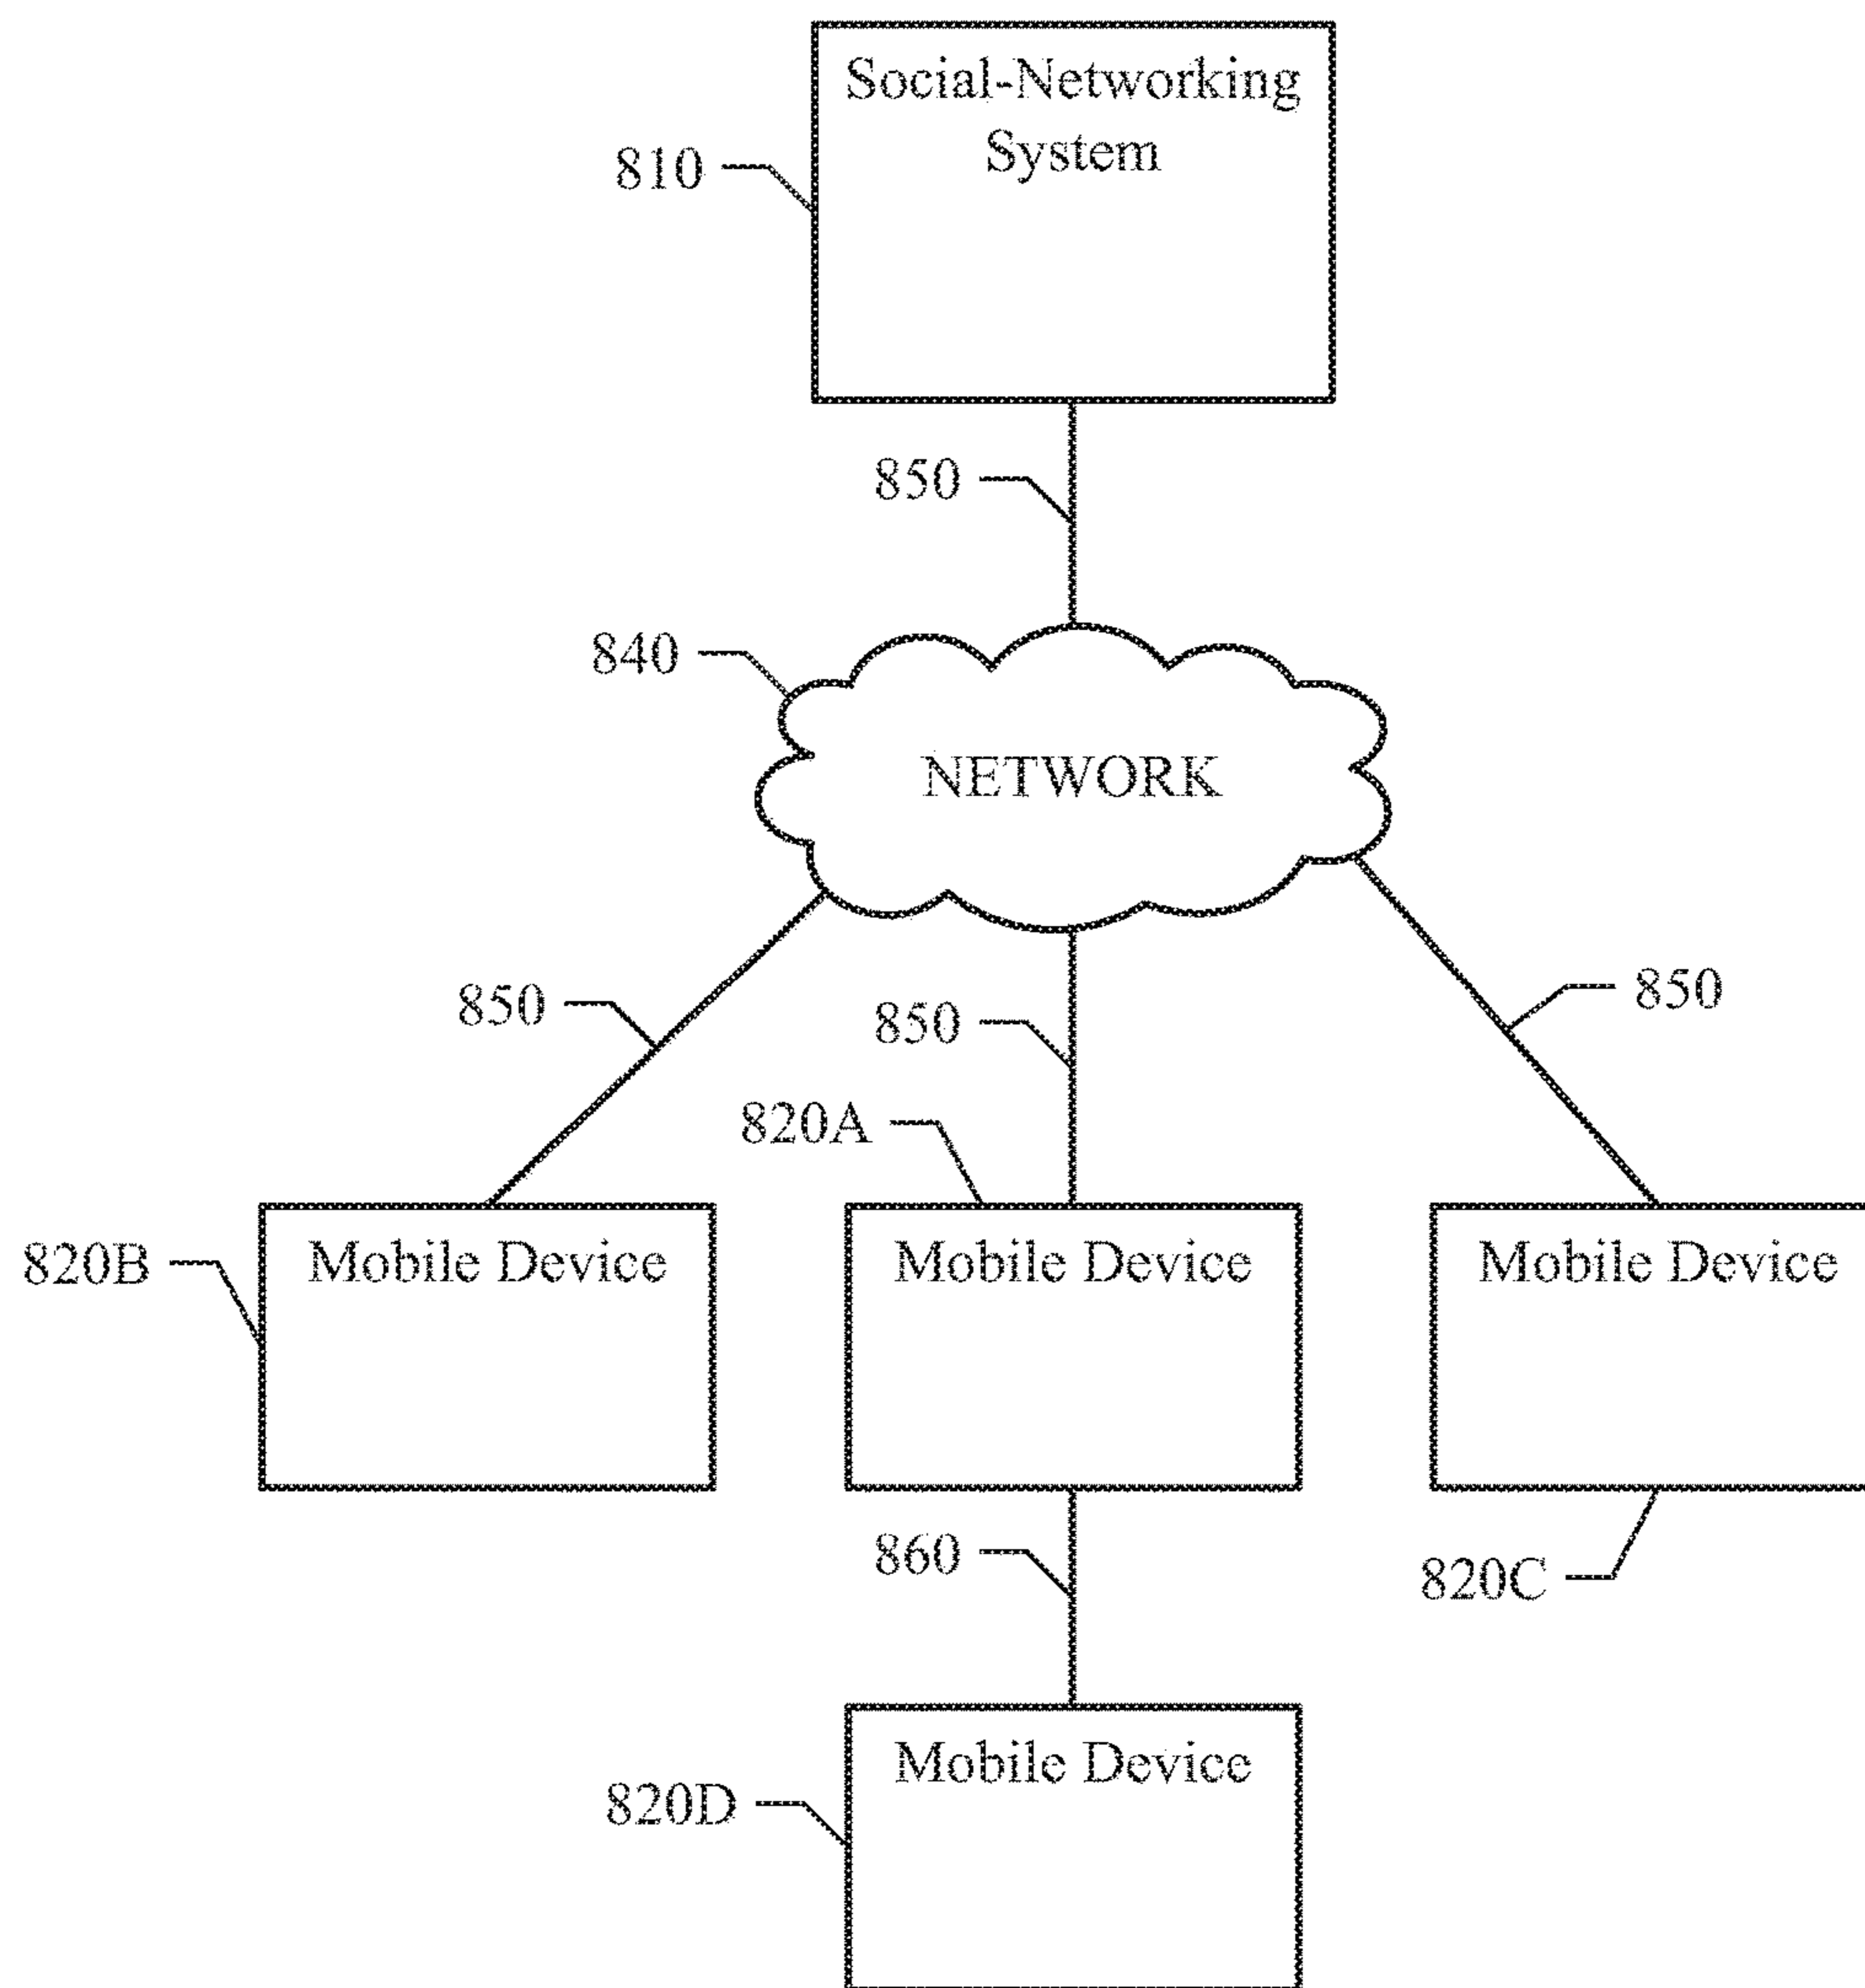 Social-Networking
System
810
850
840
NETWORK
850
850
850
820A
820B
Mobile Device
Mobile Device
Mobile Device
860
820C
Mobile Device
820D